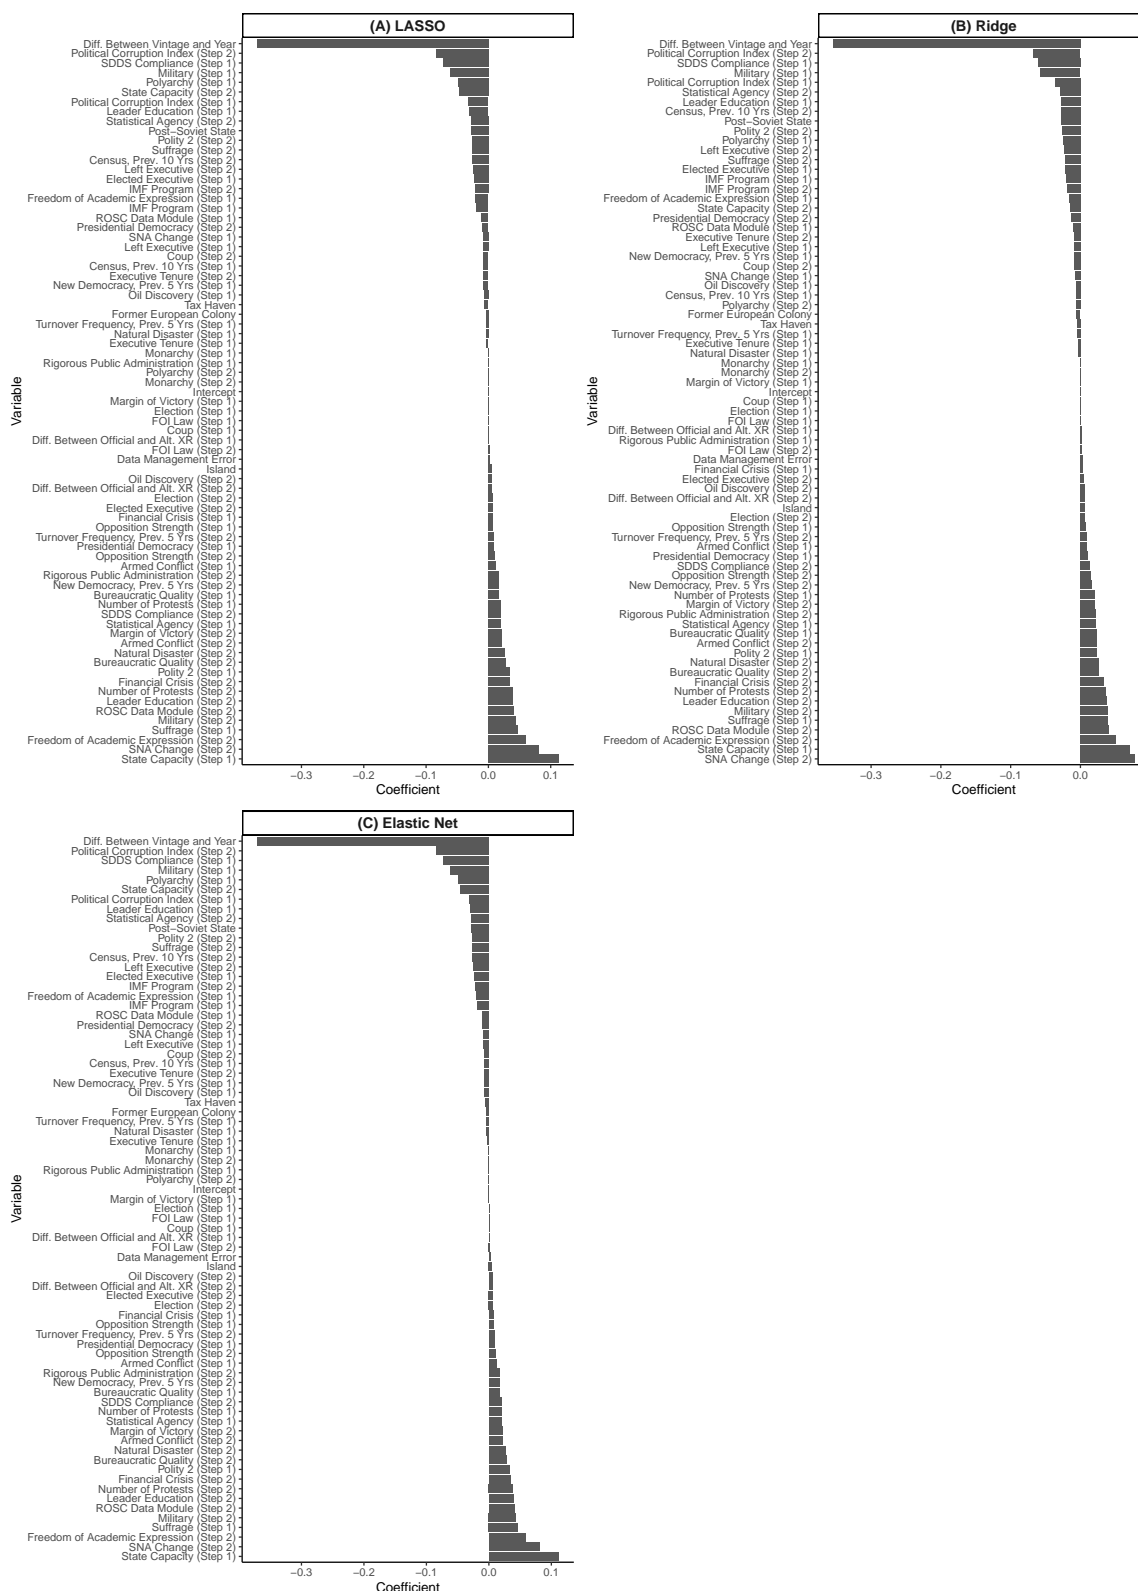 (A) LASSO
Diff. Between Vintage and Year
Political Corruption Index (Step 2)
SDDS Compliance (Step 1)
Military (Step 1)
Polyarchy (Step 1)
State Capacity (Step 2)
Political Corruption Index (Step 1)
Leader Education (Step 1)
Statistical Agency (Step 2)
Post−Soviet State
Polity 2 (Step 2)
Suffrage (Step 2)
Census, Prev. 10 Yrs (Step 2)
Left Executive (Step 2)
Elected Executive (Step 1)
IMF Program (Step 2)
Freedom of Academic Expression (Step 1)
IMF Program (Step 1)
ROSC Data Module (Step 1)
Presidential Democracy (Step 2)
SNA Change (Step 1)
Left Executive (Step 1)
Coup (Step 2)
Census, Prev. 10 Yrs (Step 1)
Executive Tenure (Step 2)
New Democracy, Prev. 5 Yrs (Step 1)
Oil Discovery (Step 1)
Tax Haven
Former European Colony
Turnover Frequency, Prev. 5 Yrs (Step 1)
Natural Disaster (Step 1)
Executive Tenure (Step 1)
Monarchy (Step 1)
Rigorous Public Administration (Step 1)
Polyarchy (Step 2)
Monarchy (Step 2)
Intercept
Margin of Victory (Step 1)
Election (Step 1)
FOI Law (Step 1)
Coup (Step 1)
Diff. Between Official and Alt. XR (Step 1)
FOI Law (Step 2)
Data Management Error
Island
Oil Discovery (Step 2)
Diff. Between Official and Alt. XR (Step 2)
Election (Step 2)
Elected Executive (Step 2)
Financial Crisis (Step 1)
Opposition Strength (Step 1)
Turnover Frequency, Prev. 5 Yrs (Step 2)
Presidential Democracy (Step 1)
Opposition Strength (Step 2)
Armed Conflict (Step 1)
Rigorous Public Administration (Step 2)
New Democracy, Prev. 5 Yrs (Step 2)
Bureaucratic Quality (Step 1)
Number of Protests (Step 1)
SDDS Compliance (Step 2)
Statistical Agency (Step 1)
Margin of Victory (Step 2)
Armed Conflict (Step 2)
Natural Disaster (Step 2)
Bureaucratic Quality (Step 2)
Polity 2 (Step 1)
Financial Crisis (Step 2)
Number of Protests (Step 2)
Leader Education (Step 2)
ROSC Data Module (Step 2)
Military (Step 2)
Suffrage (Step 1)
Freedom of Academic Expression (Step 2)
SNA Change (Step 2)
State Capacity (Step 1)
Variable
−0.3 −0.2 −0.1 0.0 0.1
Coefficient
(B) Ridge
Diff. Between Vintage and Year
Political Corruption Index (Step 2)
SDDS Compliance (Step 1)
Military (Step 1)
Political Corruption Index (Step 1)
Statistical Agency (Step 2)
Leader Education (Step 1)
Census, Prev. 10 Yrs (Step 2)
Post−Soviet State
Polity 2 (Step 2)
Polyarchy (Step 1)
Left Executive (Step 2)
Suffrage (Step 2)
Elected Executive (Step 1)
IMF Program (Step 1)
IMF Program (Step 2)
Freedom of Academic Expression (Step 1)
State Capacity (Step 2)
Presidential Democracy (Step 2)
ROSC Data Module (Step 1)
Executive Tenure (Step 2)
Left Executive (Step 1)
New Democracy, Prev. 5 Yrs (Step 1)
Coup (Step 2)
SNA Change (Step 1)
Oil Discovery (Step 1)
Census, Prev. 10 Yrs (Step 1)
Polyarchy (Step 2)
Former European Colony
Tax Haven
Turnover Frequency, Prev. 5 Yrs (Step 1)
Executive Tenure (Step 1)
Natural Disaster (Step 1)
Monarchy (Step 1)
Monarchy (Step 2)
Margin of Victory (Step 1)
Intercept
Coup (Step 1)
Election (Step 1)
FOI Law (Step 1)
Diff. Between Official and Alt. XR (Step 1)
Rigorous Public Administration (Step 1)
FOI Law (Step 2)
Data Management Error
Financial Crisis (Step 1)
Elected Executive (Step 2)
Oil Discovery (Step 2)
Diff. Between Official and Alt. XR (Step 2)
Island
Election (Step 2)
Opposition Strength (Step 1)
Turnover Frequency, Prev. 5 Yrs (Step 2)
Armed Conflict (Step 1)
Presidential Democracy (Step 1)
SDDS Compliance (Step 2)
Opposition Strength (Step 2)
New Democracy, Prev. 5 Yrs (Step 2)
Number of Protests (Step 1)
Margin of Victory (Step 2)
Rigorous Public Administration (Step 2)
Statistical Agency (Step 1)
Bureaucratic Quality (Step 1)
Armed Conflict (Step 2)
Polity 2 (Step 1)
Natural Disaster (Step 2)
Bureaucratic Quality (Step 2)
Financial Crisis (Step 2)
Number of Protests (Step 2)
Leader Education (Step 2)
Military (Step 2)
Suffrage (Step 1)
ROSC Data Module (Step 2)
Freedom of Academic Expression (Step 2)
State Capacity (Step 1)
SNA Change (Step 2)
Variable
−0.3 −0.2 −0.1 0.0
Coefficient
(C) Elastic Net
Diff. Between Vintage and Year
Political Corruption Index (Step 2)
SDDS Compliance (Step 1)
Military (Step 1)
Polyarchy (Step 1)
State Capacity (Step 2)
Political Corruption Index (Step 1)
Leader Education (Step 1)
Statistical Agency (Step 2)
Post−Soviet State
Polity 2 (Step 2)
Suffrage (Step 2)
Census, Prev. 10 Yrs (Step 2)
Left Executive (Step 2)
Elected Executive (Step 1)
IMF Program (Step 2)
Freedom of Academic Expression (Step 1)
IMF Program (Step 1)
ROSC Data Module (Step 1)
Presidential Democracy (Step 2)
SNA Change (Step 1)
Left Executive (Step 1)
Coup (Step 2)
Census, Prev. 10 Yrs (Step 1)
Executive Tenure (Step 2)
New Democracy, Prev. 5 Yrs (Step 1)
Oil Discovery (Step 1)
Tax Haven
Former European Colony
Turnover Frequency, Prev. 5 Yrs (Step 1)
Natural Disaster (Step 1)
Executive Tenure (Step 1)
Monarchy (Step 1)
Monarchy (Step 2)
Rigorous Public Administration (Step 1)
Polyarchy (Step 2)
Intercept
Margin of Victory (Step 1)
Election (Step 1)
FOI Law (Step 1)
Coup (Step 1)
Diff. Between Official and Alt. XR (Step 1)
FOI Law (Step 2)
Data Management Error
Island
Oil Discovery (Step 2)
Diff. Between Official and Alt. XR (Step 2)
Elected Executive (Step 2)
Election (Step 2)
Financial Crisis (Step 1)
Opposition Strength (Step 1)
Turnover Frequency, Prev. 5 Yrs (Step 2)
Presidential Democracy (Step 1)
Opposition Strength (Step 2)
Armed Conflict (Step 1)
Rigorous Public Administration (Step 2)
New Democracy, Prev. 5 Yrs (Step 2)
Bureaucratic Quality (Step 1)
SDDS Compliance (Step 2)
Number of Protests (Step 1)
Statistical Agency (Step 1)
Margin of Victory (Step 2)
Armed Conflict (Step 2)
Natural Disaster (Step 2)
Bureaucratic Quality (Step 2)
Polity 2 (Step 1)
Financial Crisis (Step 2)
Number of Protests (Step 2)
Leader Education (Step 2)
ROSC Data Module (Step 2)
Military (Step 2)
Suffrage (Step 1)
Freedom of Academic Expression (Step 2)
SNA Change (Step 2)
State Capacity (Step 1)
Variable
−0.3 −0.2 −0.1 0.0 0.1
Coefficient